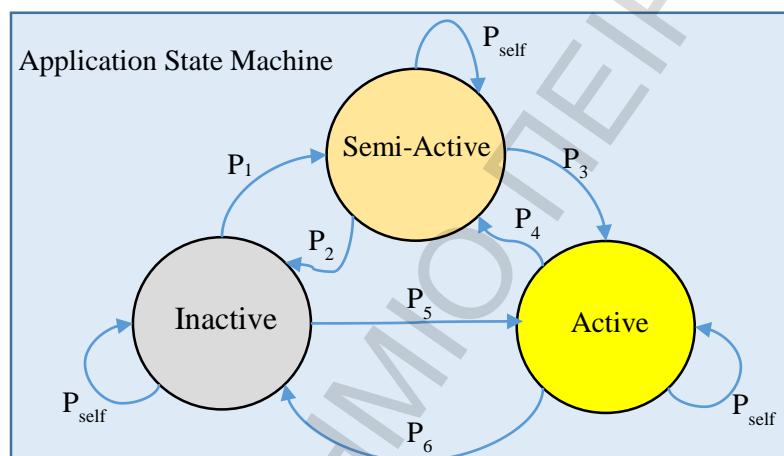 P_self
Application State Machine
Semi-Active
P_1
P_3
P_4
P_2
P_5
Inactive
Active
P_self
P_self
P_6